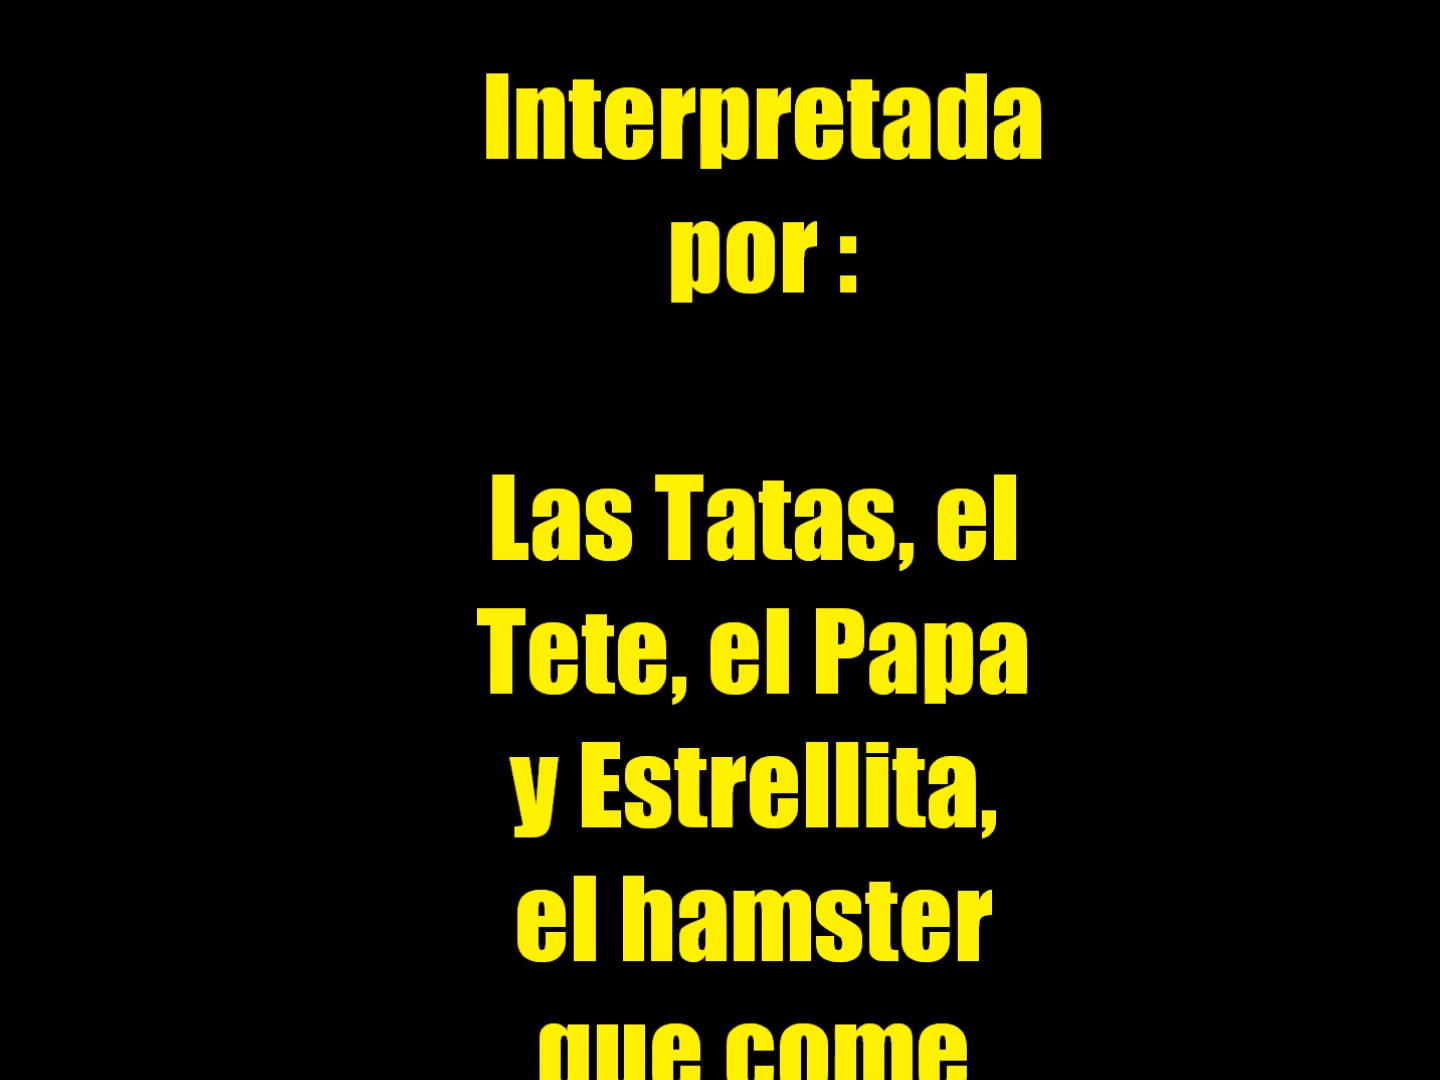 Interpretada
por :
Las Tatas, el
Tete, el Papa
y Estrellita,
el hamster
que come